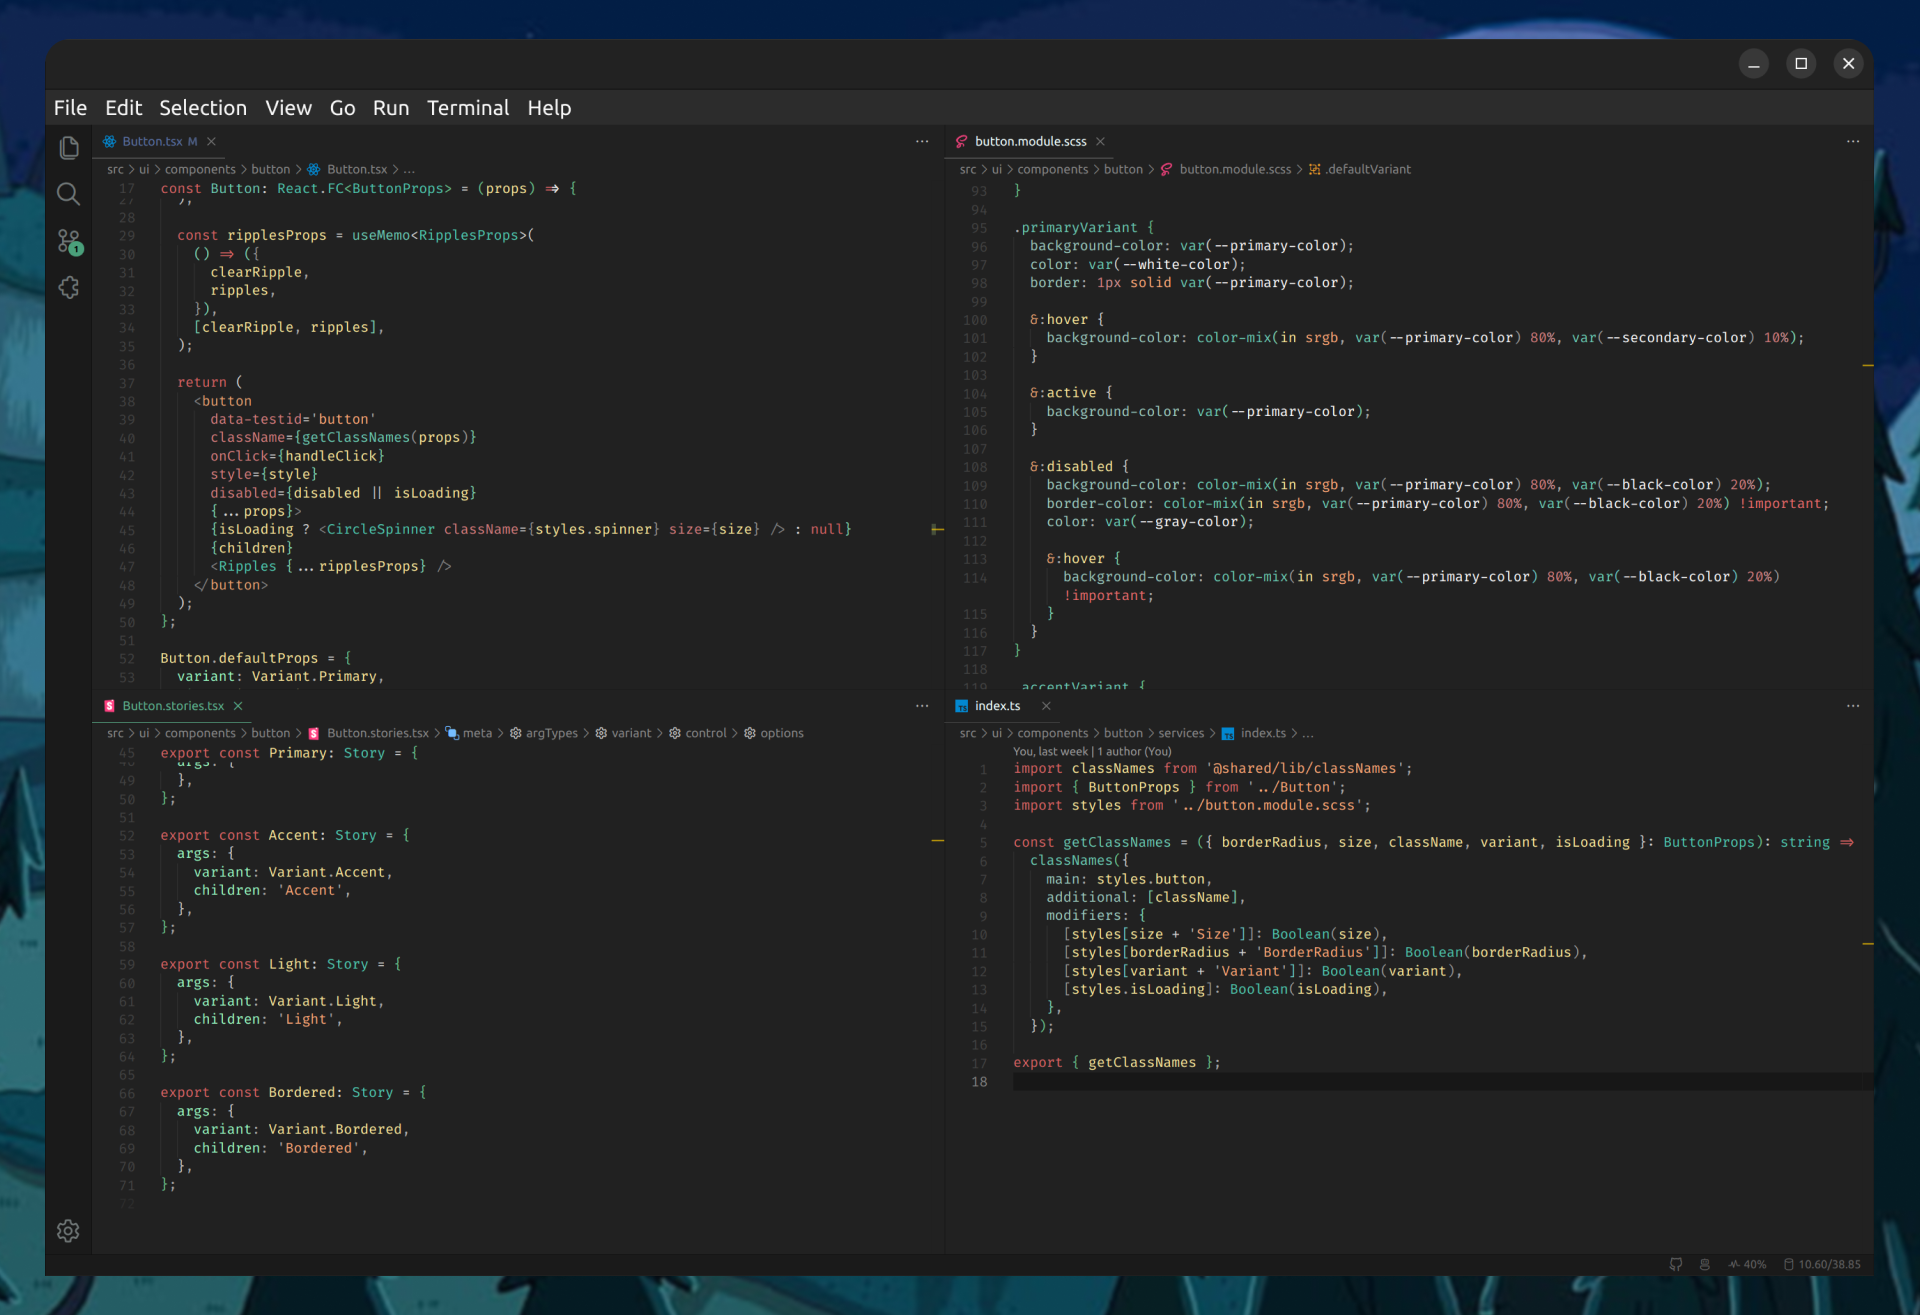 File Edit Selection View Go Run Terminal Help
Button.tsx M
src > ui > components > button > Button.tsx > ...
17 const Button: React.FC<ButtonProps> = (props) ⇒ {
27 ),
28
29 const ripplesProps = useMemo<RipplesProps>(
30 () ⇒ ({
31 clearRipple,
32 ripples,
33 }),
34 [clearRipple, ripples],
35 );
36
37 return (
38 <button
39 data-testid='button'
40 className={getClassNames(props)}
41 onClick={handleClick}
42 style={style}
43 disabled={disabled || isLoading}
44 {...props}>
45 {isLoading ? <CircleSpinner className={styles.spinner} size={size} /> : null}
46 {children}
47 <Ripples {...ripplesProps} />
48 </button>
49 );
50 };
51
52 Button.defaultProps = {
53 variant: Variant.Primary,
button.module.scss
src > ui > components > button > button.module.scss > .defaultVariant
93 }
94
95 .primaryVariant {
96 background-color: var(--primary-color);
97 color: var(--white-color);
98 border: 1px solid var(--primary-color);
99
100 &:hover {
101 background-color: color-mix(in srgb, var(--primary-color) 80%, var(--secondary-color) 10%);
102 }
103
104 &:active {
105 background-color: var(--primary-color);
106 }
107
108 &:disabled {
109 background-color: color-mix(in srgb, var(--primary-color) 80%, var(--black-color) 20%);
110 border-color: color-mix(in srgb, var(--primary-color) 80%, var(--black-color) 20%) !important;
111 color: var(--gray-color);
112
113 &:hover {
114 background-color: color-mix(in srgb, var(--primary-color) 80%, var(--black-color) 20%)
!important;
115 }
116 }
117 }
118
119 .accentVariant {
Button.stories.tsx
src > ui > components > button > Button.stories.tsx > meta > argTypes > variant > control > options
45 export const Primary: Story = {
args: {
49 },
50 };
51
52 export const Accent: Story = {
53 args: {
54 variant: Variant.Accent,
55 children: 'Accent',
56 },
57 };
58
59 export const Light: Story = {
60 args: {
61 variant: Variant.Light,
62 children: 'Light',
63 },
64 };
65
66 export const Bordered: Story = {
67 args: {
68 variant: Variant.Bordered,
69 children: 'Bordered',
70 },
71 };
72
index.ts
src > ui > components > button > services > index.ts > ...
You, last week | 1 author (You)
1 import classNames from '@shared/lib/classNames';
2 import { ButtonProps } from '../Button';
3 import styles from '../button.module.scss';
4
5 const getClassNames = ({ borderRadius, size, className, variant, isLoading }: ButtonProps): string ⇒
6 classNames({
7 main: styles.button,
8 additional: [className],
9 modifiers: {
10 [styles[size + 'Size']]: Boolean(size),
11 [styles[borderRadius + 'BorderRadius']]: Boolean(borderRadius),
12 [styles[variant + 'Variant']]: Boolean(variant),
13 [styles.isLoading]: Boolean(isLoading),
14 },
15 });
16
17 export { getClassNames };
18
1
40% 10.60/38.85